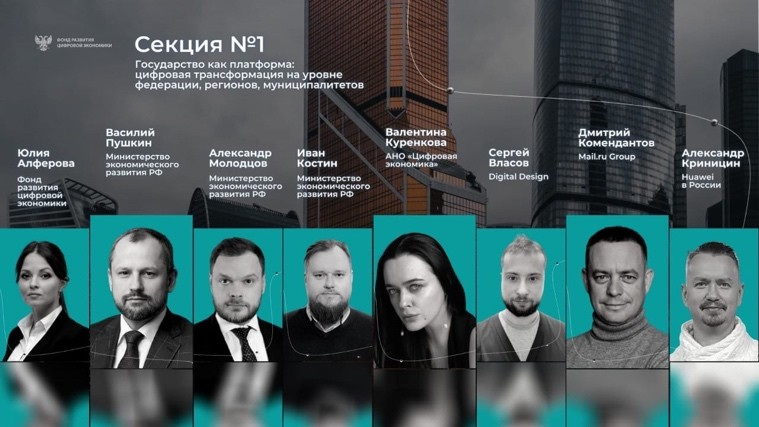 ФОНД РАЗВИТИЯ
ЦИФРОВОЙ ЭКОНОМИКИ
Секция №1
Государство как платформа:
цифровая трансформация на уровне
федерации, регионов, муниципалитетов
Юлия
Алферова
Фонд
развития
цифровой
экономики
Василий
Пушкин
Министерство
экономического
развития РФ
Александр
Молодцов
Министерство
экономического
развития РФ
Иван
Костин
Министерство
экономического
развития РФ
Валентина
Куренкова
АНО «Цифровая
экономика»
Сергей
Власов
Digital Design
Дмитрий
Комендантов
Mail.ru Group
Александр
Криницин
Huawei
в России